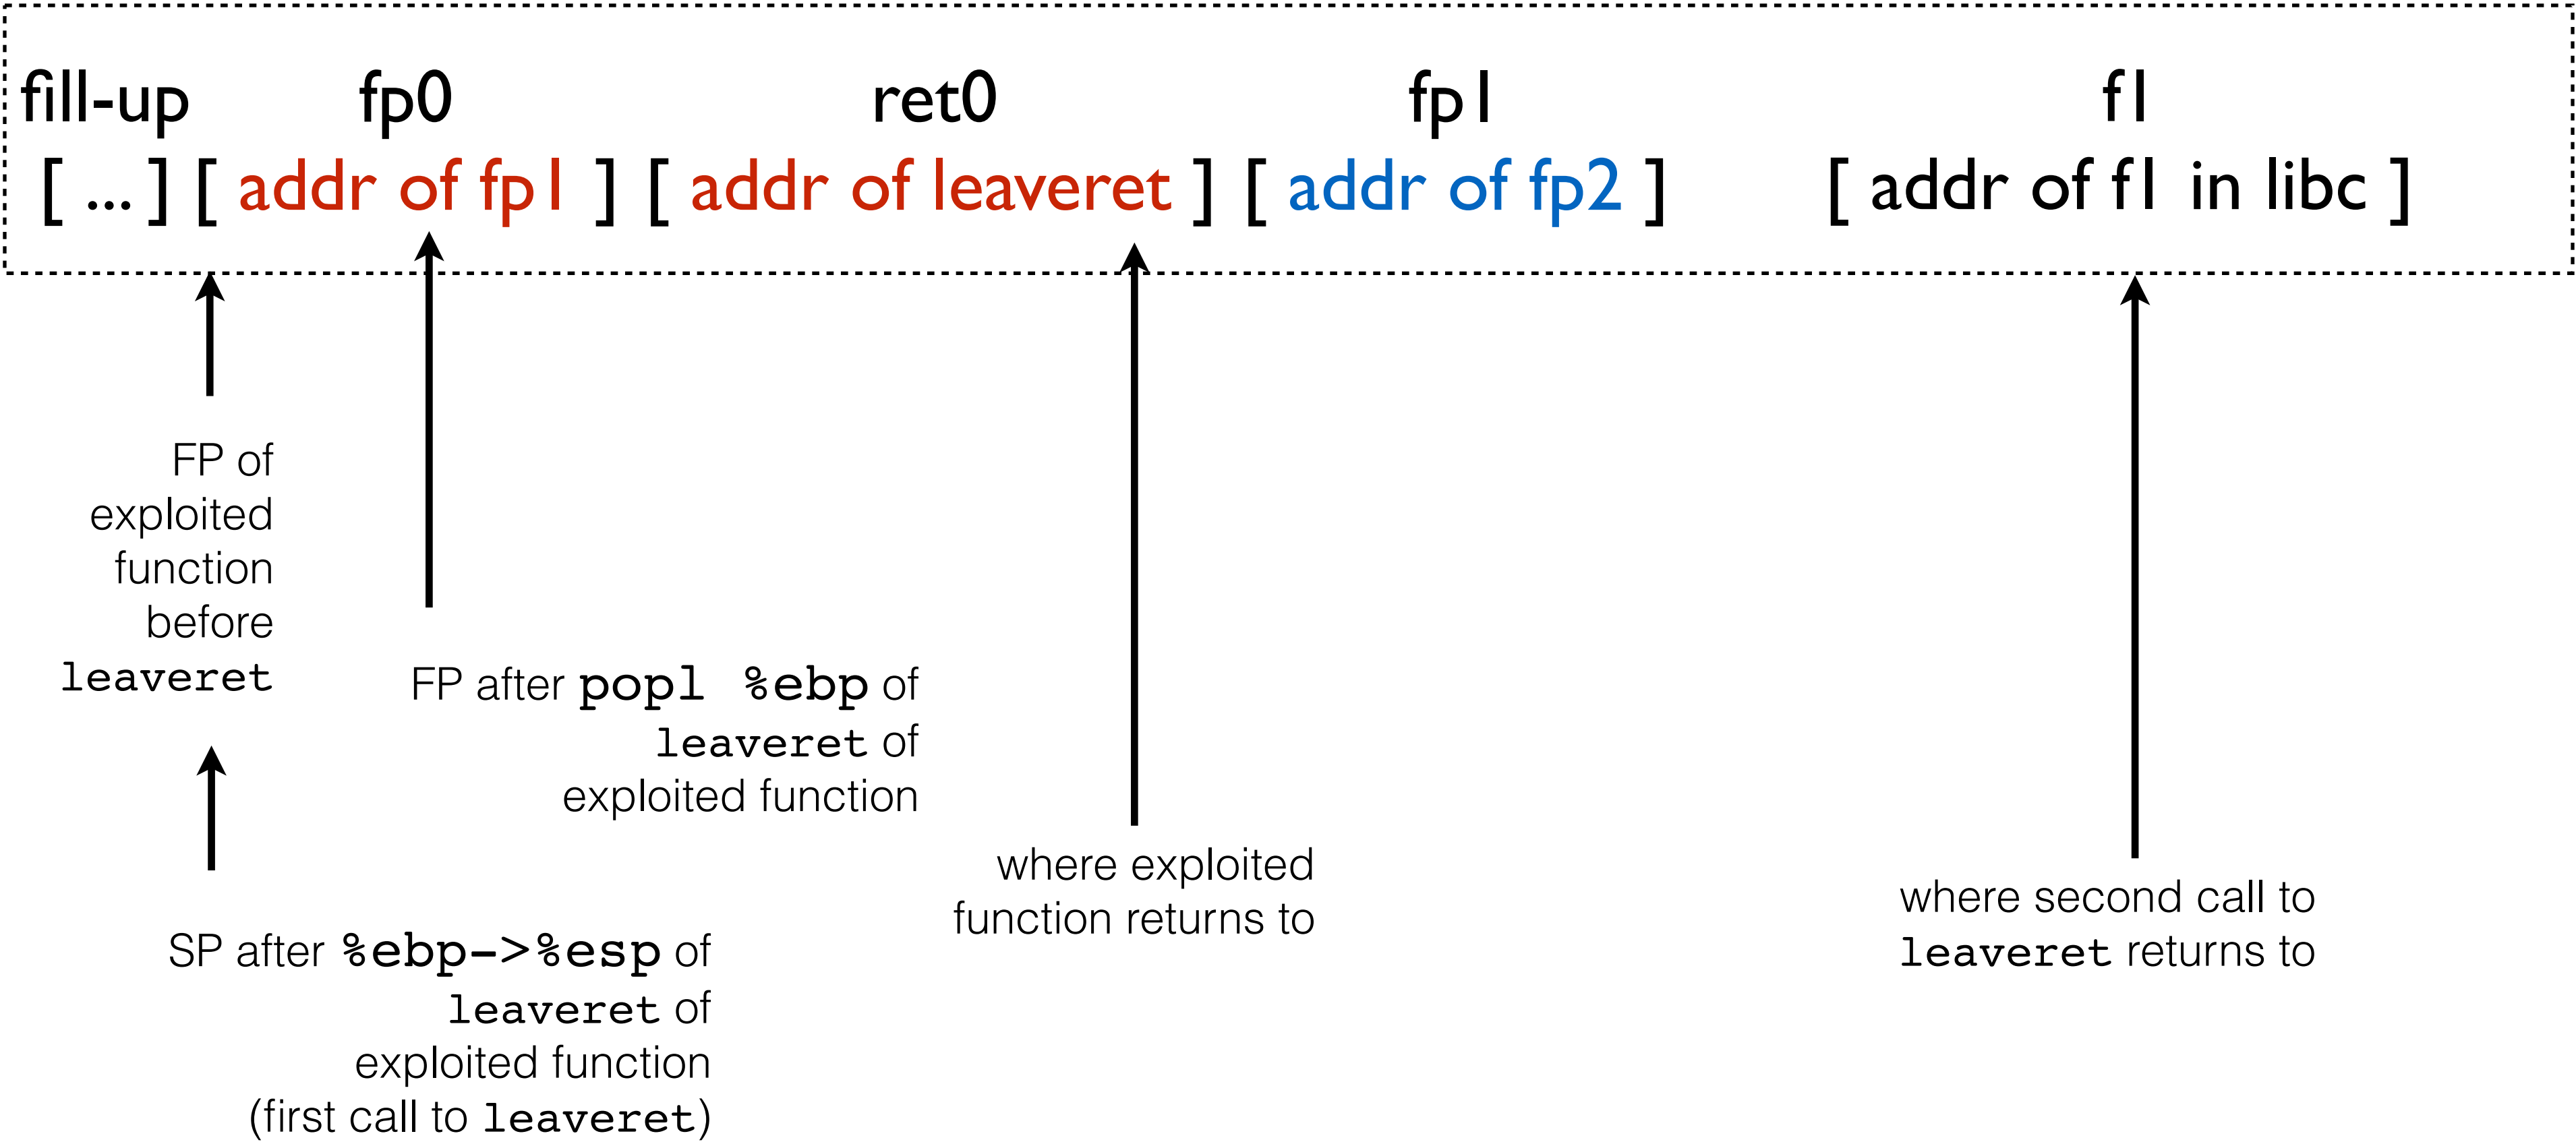 fill-up fp0 ret0 fp1 f1
[ ... ] [ addr of fp1 ] [ addr of leaveret ] [ addr of fp2 ] [ addr of f1 in libc ]
FP of
exploited
function
before
leaveret
FP after popl %ebp of
leaveret of
exploited function
where exploited
function returns to
where second call to
leaveret returns to
SP after %ebp->%esp of
leaveret of
exploited function
(first call to leaveret)